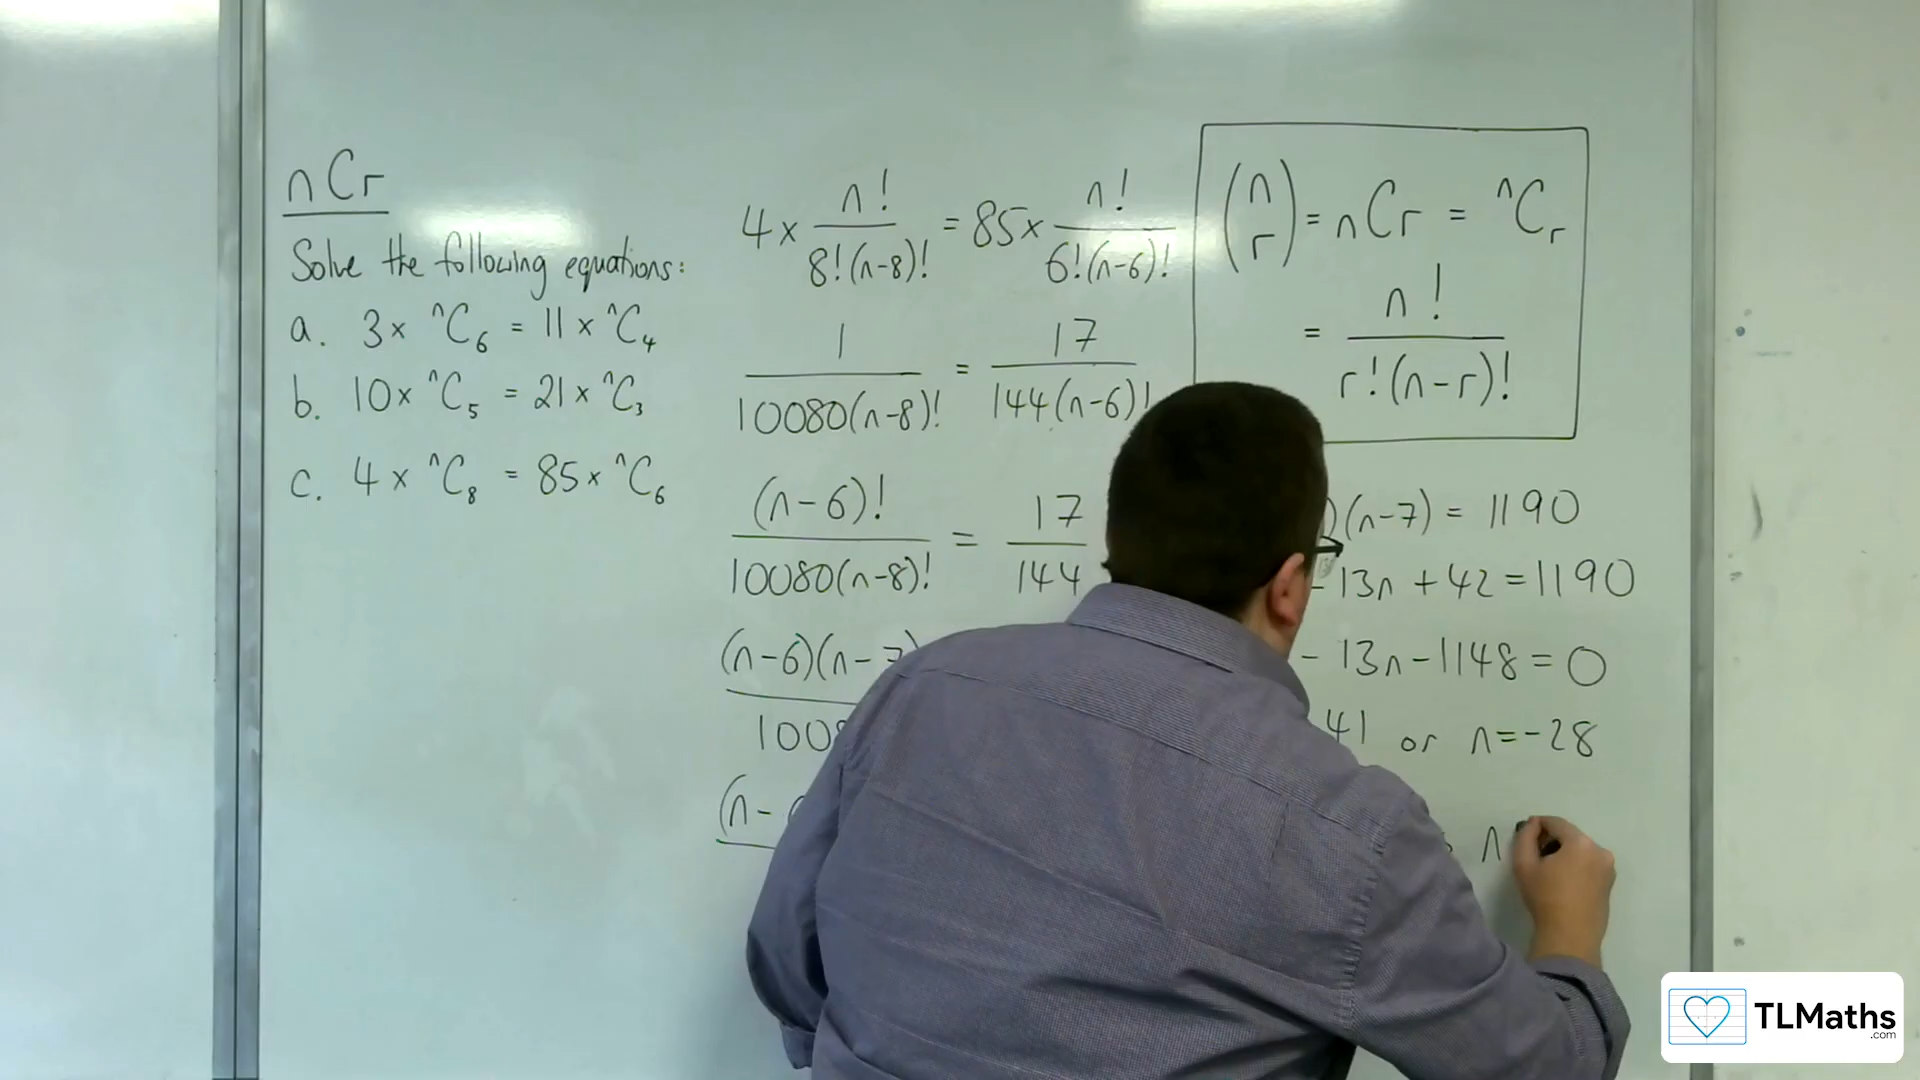 nCr
Solve the following equations:
a. 3× ⁿC₆ = 11× ⁿC₄
b. 10× ⁿC₅ = 21× ⁿC₃
c. 4× ⁿC₈ = 85× ⁿC₆
4× n!/8!(n-8)! = 85× n!/6!(n-6)!
1/10080(n-8)! = 17/144(n-6)!
(n-6)!/10080(n-8)! = 17/144
(n-6)(n-7
1008
(n-
(n r) = nCr = ⁿCᵣ
= n!/r!(n-r)!
)(n-7) = 1190
- 13n + 42 = 1190
- 13n - 1148 = 0
41 or n=-28
n
TLMaths
.com